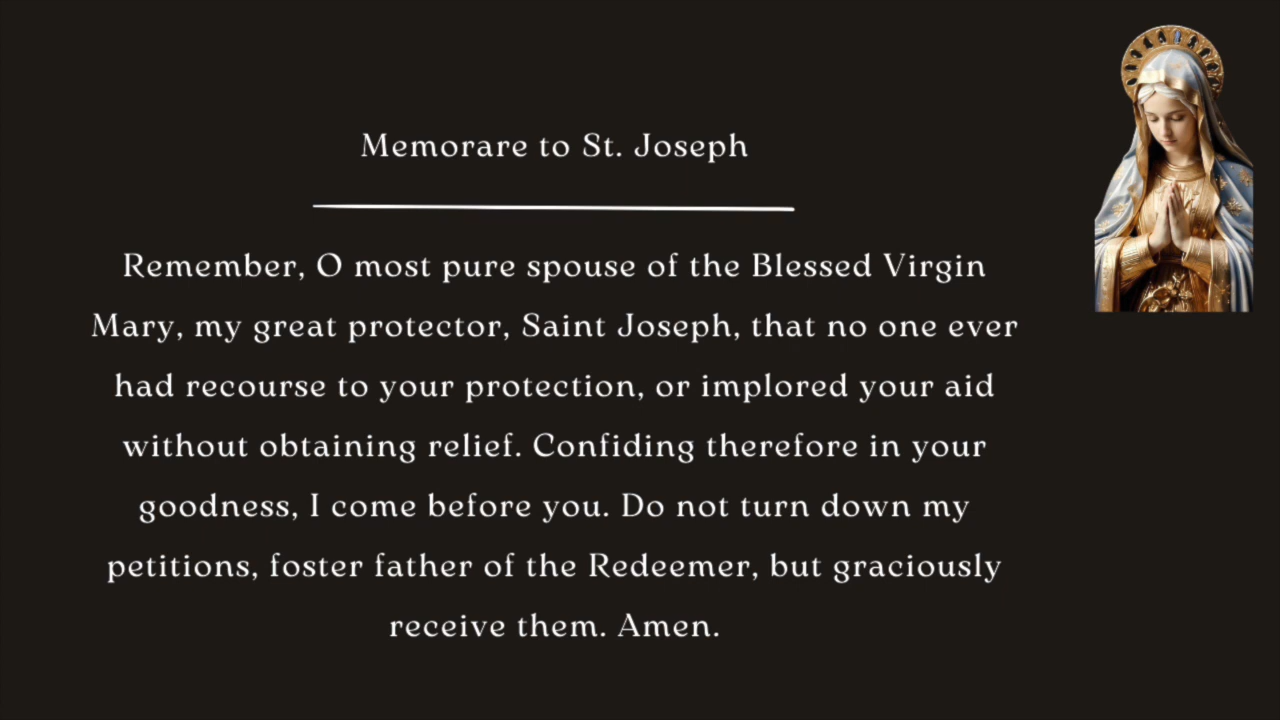 Memorare to St. Joseph
Remember, O most pure spouse of the Blessed Virgin
Mary, my great protector, Saint Joseph, that no one ever
had recourse to your protection, or implored your aid
without obtaining relief. Confiding therefore in your
goodness, I come before you. Do not turn down my
petitions, foster father of the Redeemer, but graciously
receive them. Amen.